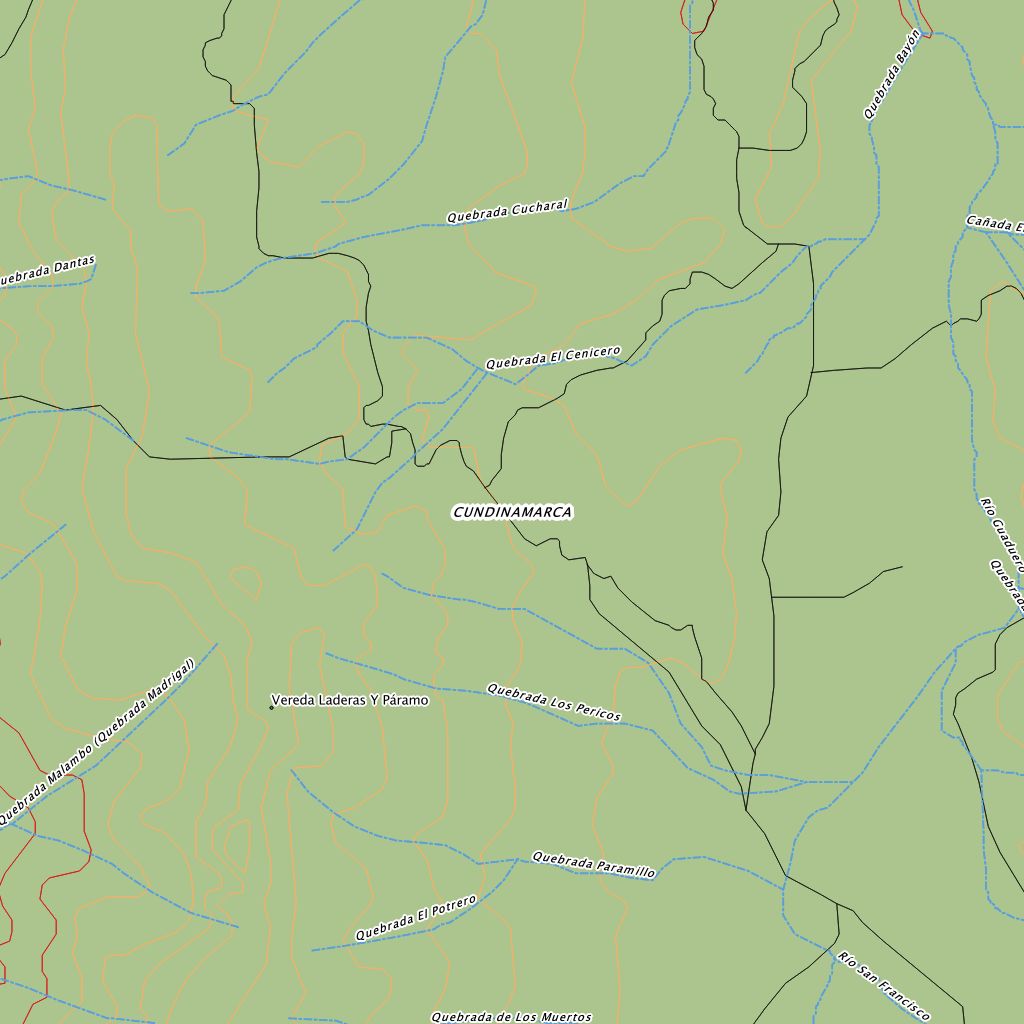 Quebrada Bayón
Quebrada Cucharal
Cañada E
uebrada Dantas
Quebrada El Cenicero
CUNDINAMARCA
Río Guaduero
Quebrada
Vereda Laderas Y Páramo
Quebrada Malambo (Quebrada Madrigal)
Quebrada Los Pericos
Quebrada Paramillo
Quebrada El Potrero
Río San Francisco
Quebrada de Los Muertos